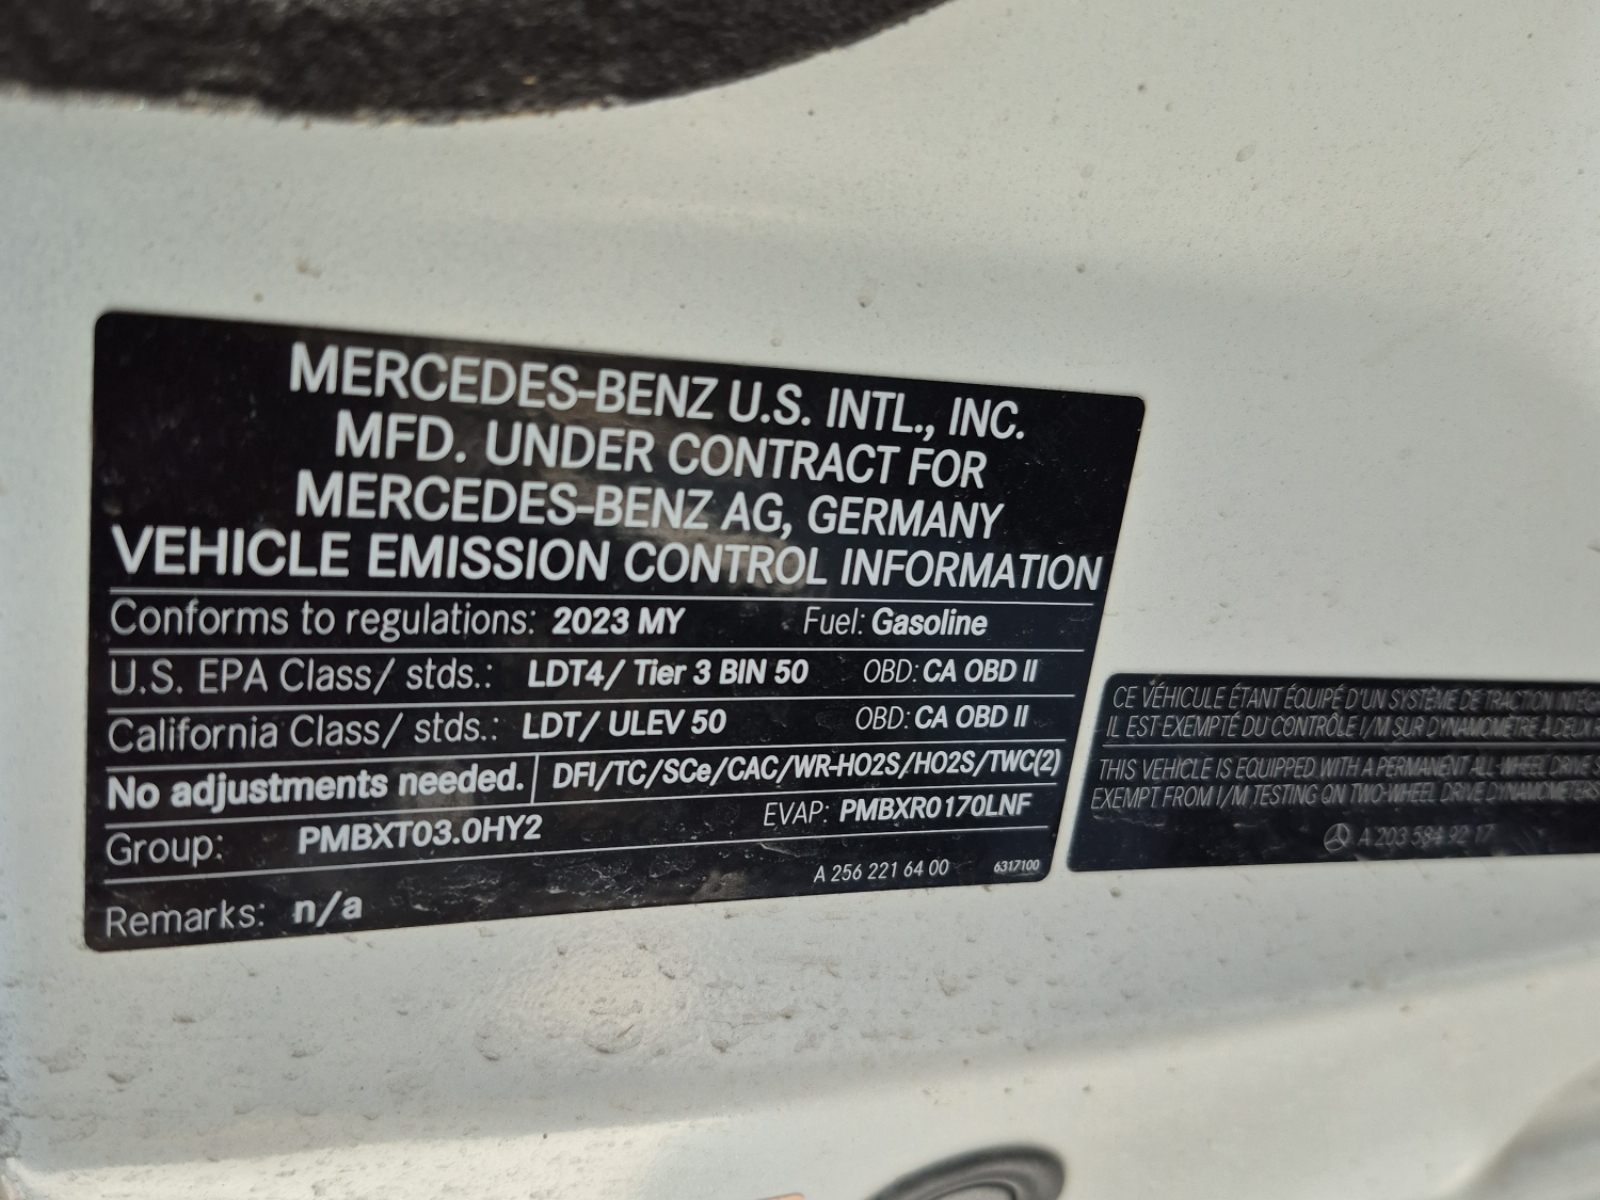 MERCEDES-BENZ U.S. INTL., INC.
MFD. UNDER CONTRACT FOR
MERCEDES-BENZ AG, GERMANY
VEHICLE EMISSION CONTROL INFORMATION
Conforms to regulations: 2023 MY Fuel: Gasoline
U.S. EPA Class/ stds.: LDT4/ Tier 3 BIN 50 OBD: CA OBD II
California Class/ stds.: LDT/ ULEV 50 OBD: CA OBD II
No adjustments needed. DFI/TC/SCe/CAC/WR-HO2S/HO2S/TWC(2)
Group: PMBXT03.0HY2 EVAP: PMBXR0170LNF
Remarks: n/a A 256 221 64 00 6317100
CE VÉHICULE ÉTANT ÉQUIPÉ D'UN SYSTÈME DE TRACTION
IL EST EXEMPTÉ DU CONTRÔLE I/M SUR DYNAMOMÈTRE À DEUX
THIS VEHICLE IS EQUIPPED WITH A PERMANENT ALL-WHEEL DRIVE
EXEMPT FROM I/M TESTING ON TWO-WHEEL DRIVE DYNAMOMETERS
A 203 584 92 17